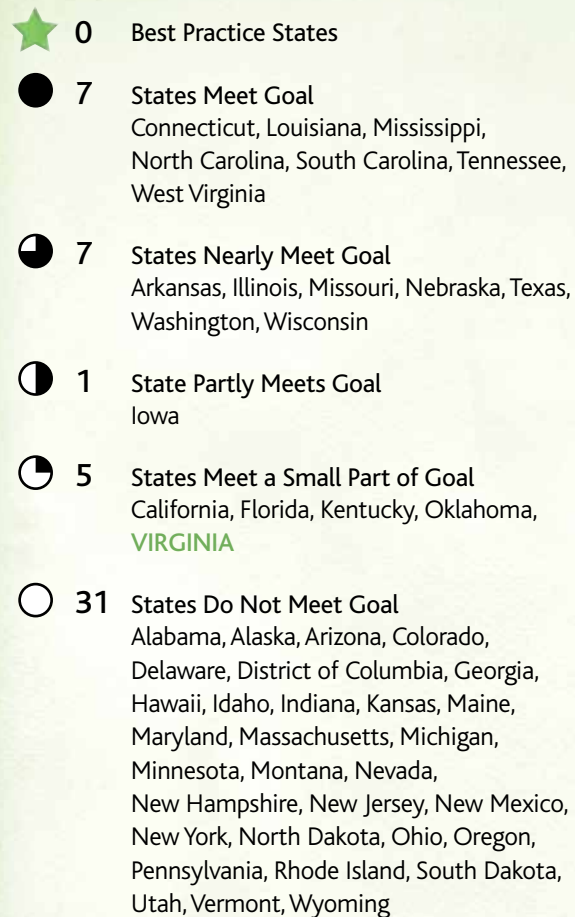 0 Best Practice States
7 States Meet Goal
Connecticut, Louisiana, Mississippi,
North Carolina, South Carolina, Tennessee,
West Virginia
7 States Nearly Meet Goal
Arkansas, Illinois, Missouri, Nebraska, Texas,
Washington, Wisconsin
1 State Partly Meets Goal
Iowa
5 States Meet a Small Part of Goal
California, Florida, Kentucky, Oklahoma,
VIRGINIA
31 States Do Not Meet Goal
Alabama, Alaska, Arizona, Colorado,
Delaware, District of Columbia, Georgia,
Hawaii, Idaho, Indiana, Kansas, Maine,
Maryland, Massachusetts, Michigan,
Minnesota, Montana, Nevada,
New Hampshire, New Jersey, New Mexico,
New York, North Dakota, Ohio, Oregon,
Pennsylvania, Rhode Island, South Dakota,
Utah, Vermont, Wyoming